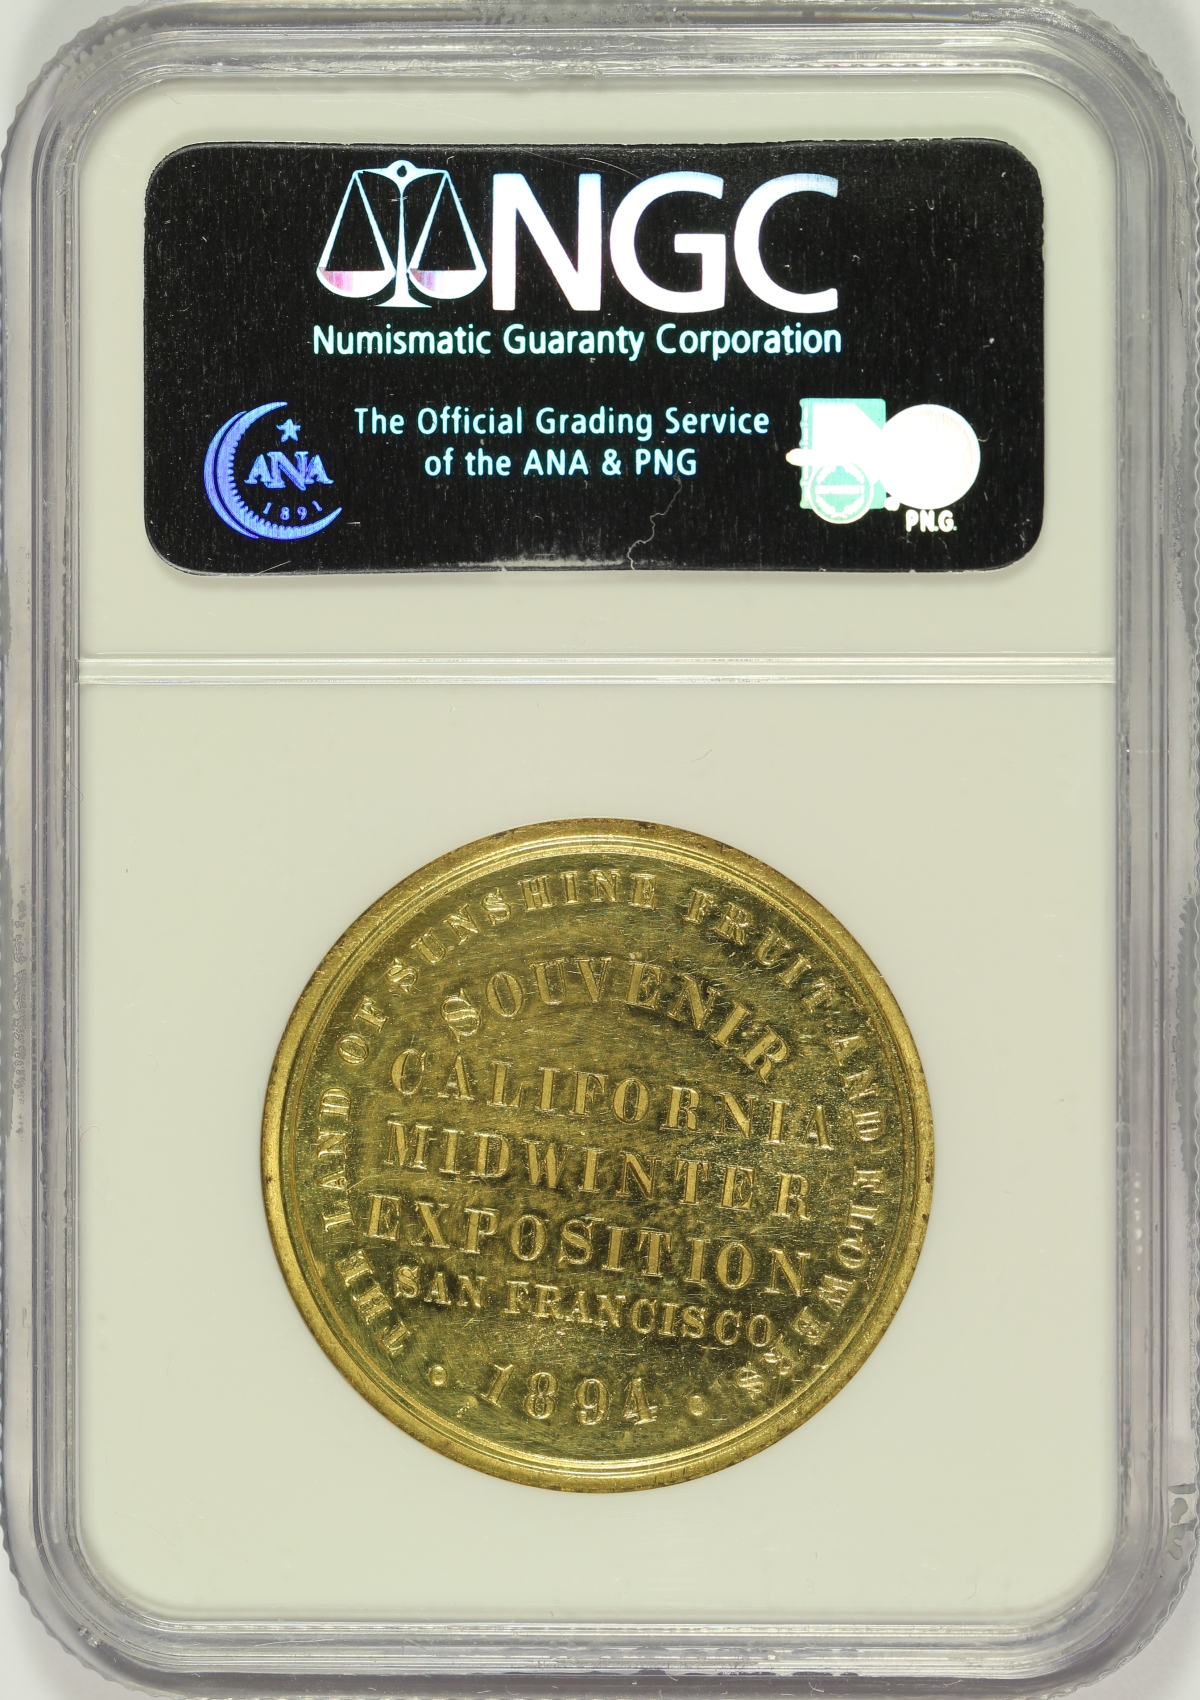 NGC
Numismatic Guaranty Corporation
The Official Grading Service
of the ANA & PNG
ANA
1891
P.N.G.
THE LAND OF SUNSHINE FRUIT AND FLOWERS
SOUVENIR
CALIFORNIA
MIDWINTER
EXPOSITION
SAN FRANCISCO
• 1894 •